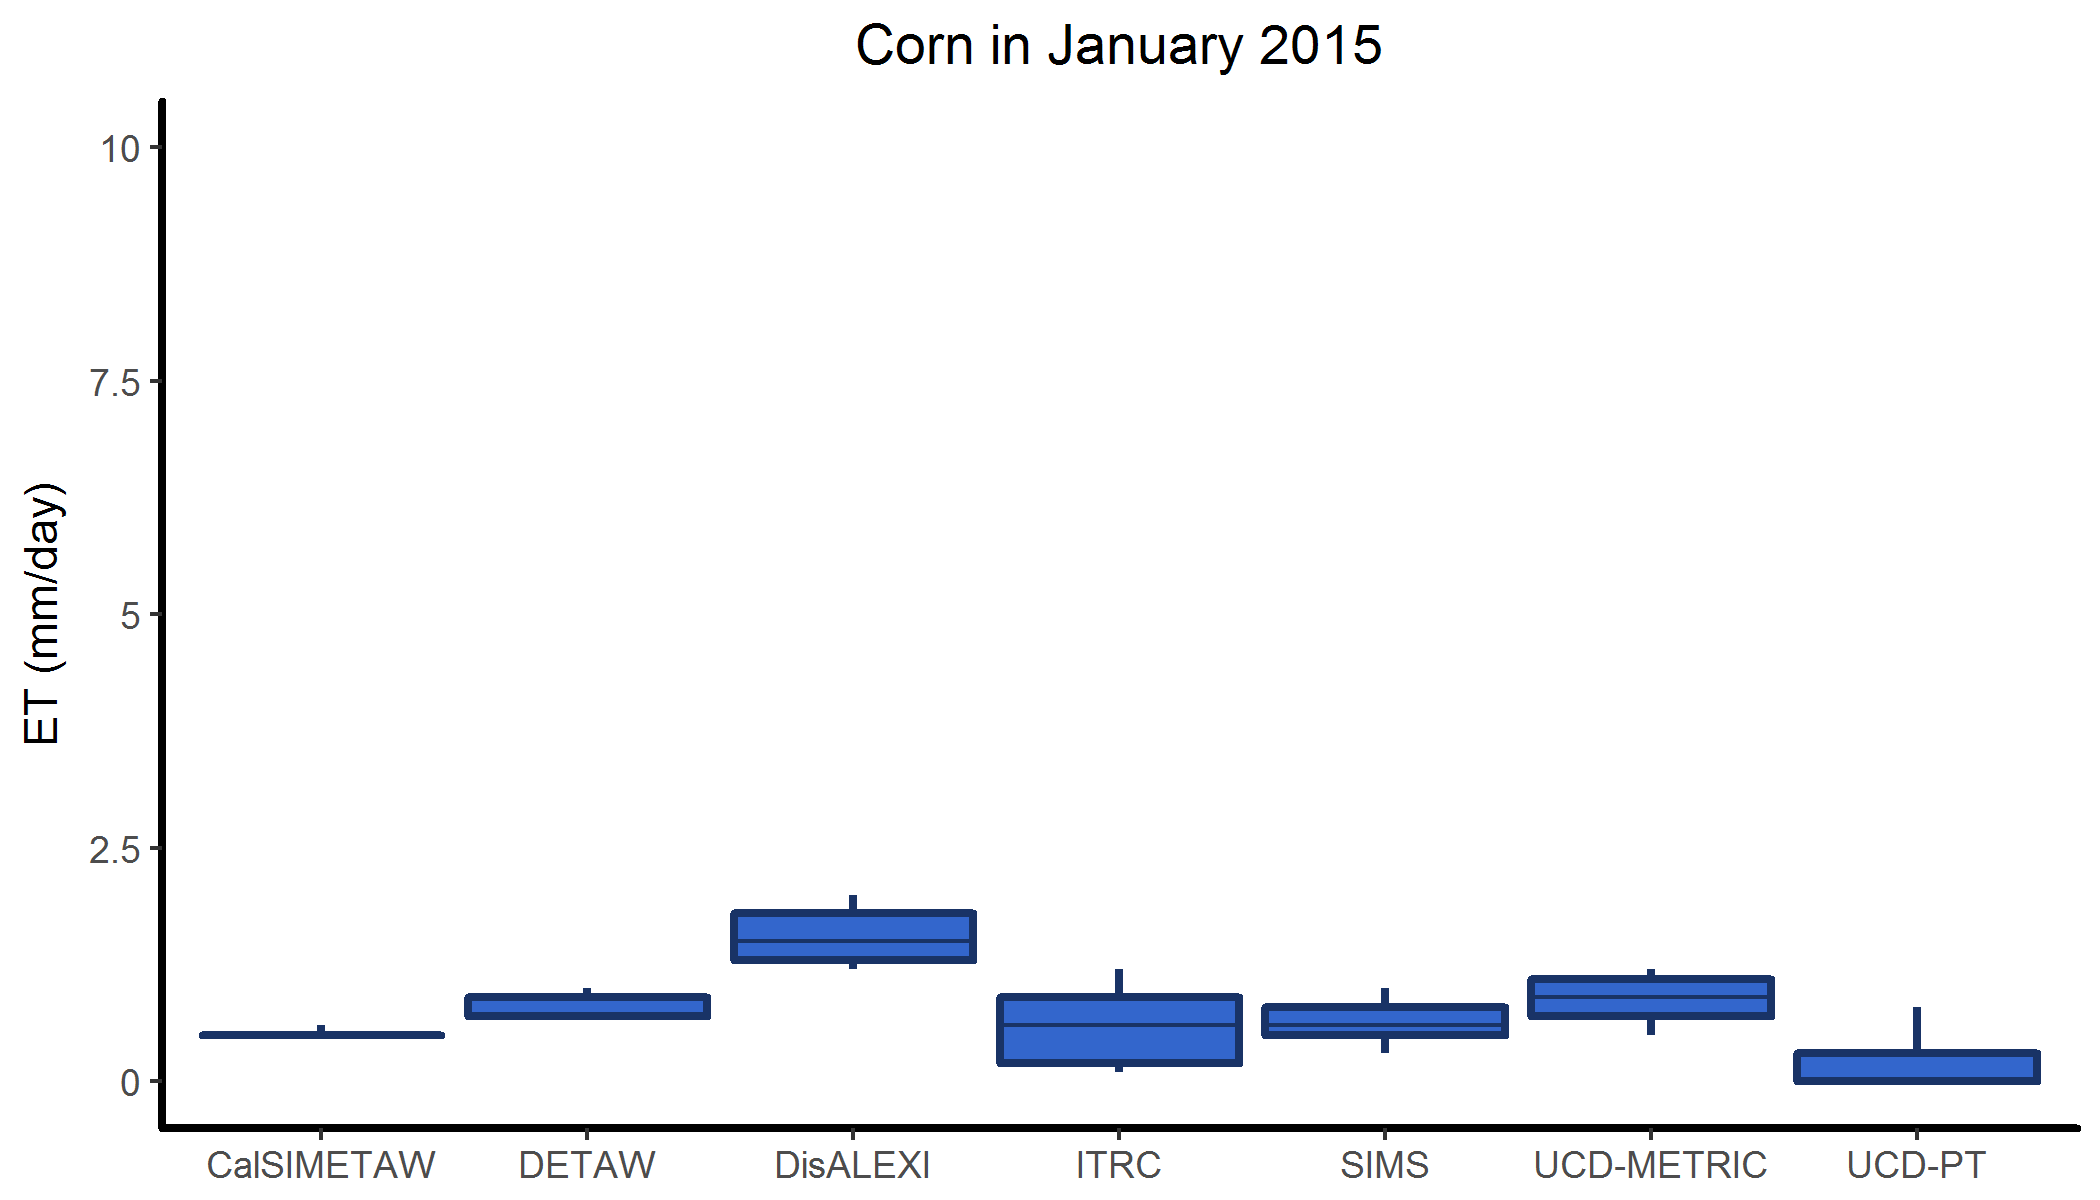 Corn in January 2015
ET (mm/day)
10
7.5
5
2.5
0
CalSIMETAW DETAW DisALEXI ITRC SIMS UCD-METRIC UCD-PT